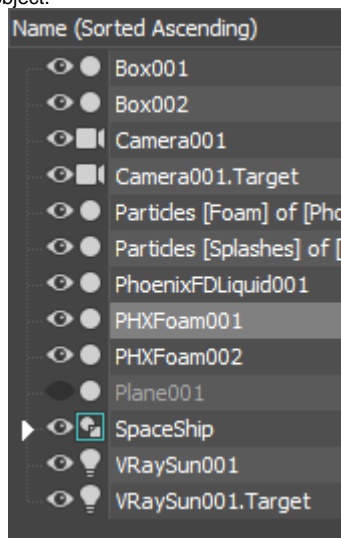 object.
Name (Sorted Ascending)
Box001
Box002
Camera001
Camera001.Target
Particles [Foam] of [Pho
Particles [Splashes] of [
PhoenixFDLiquid001
PHXFoam001
PHXFoam002
Plane001
SpaceShip
VRaySun001
VRaySun001.Target